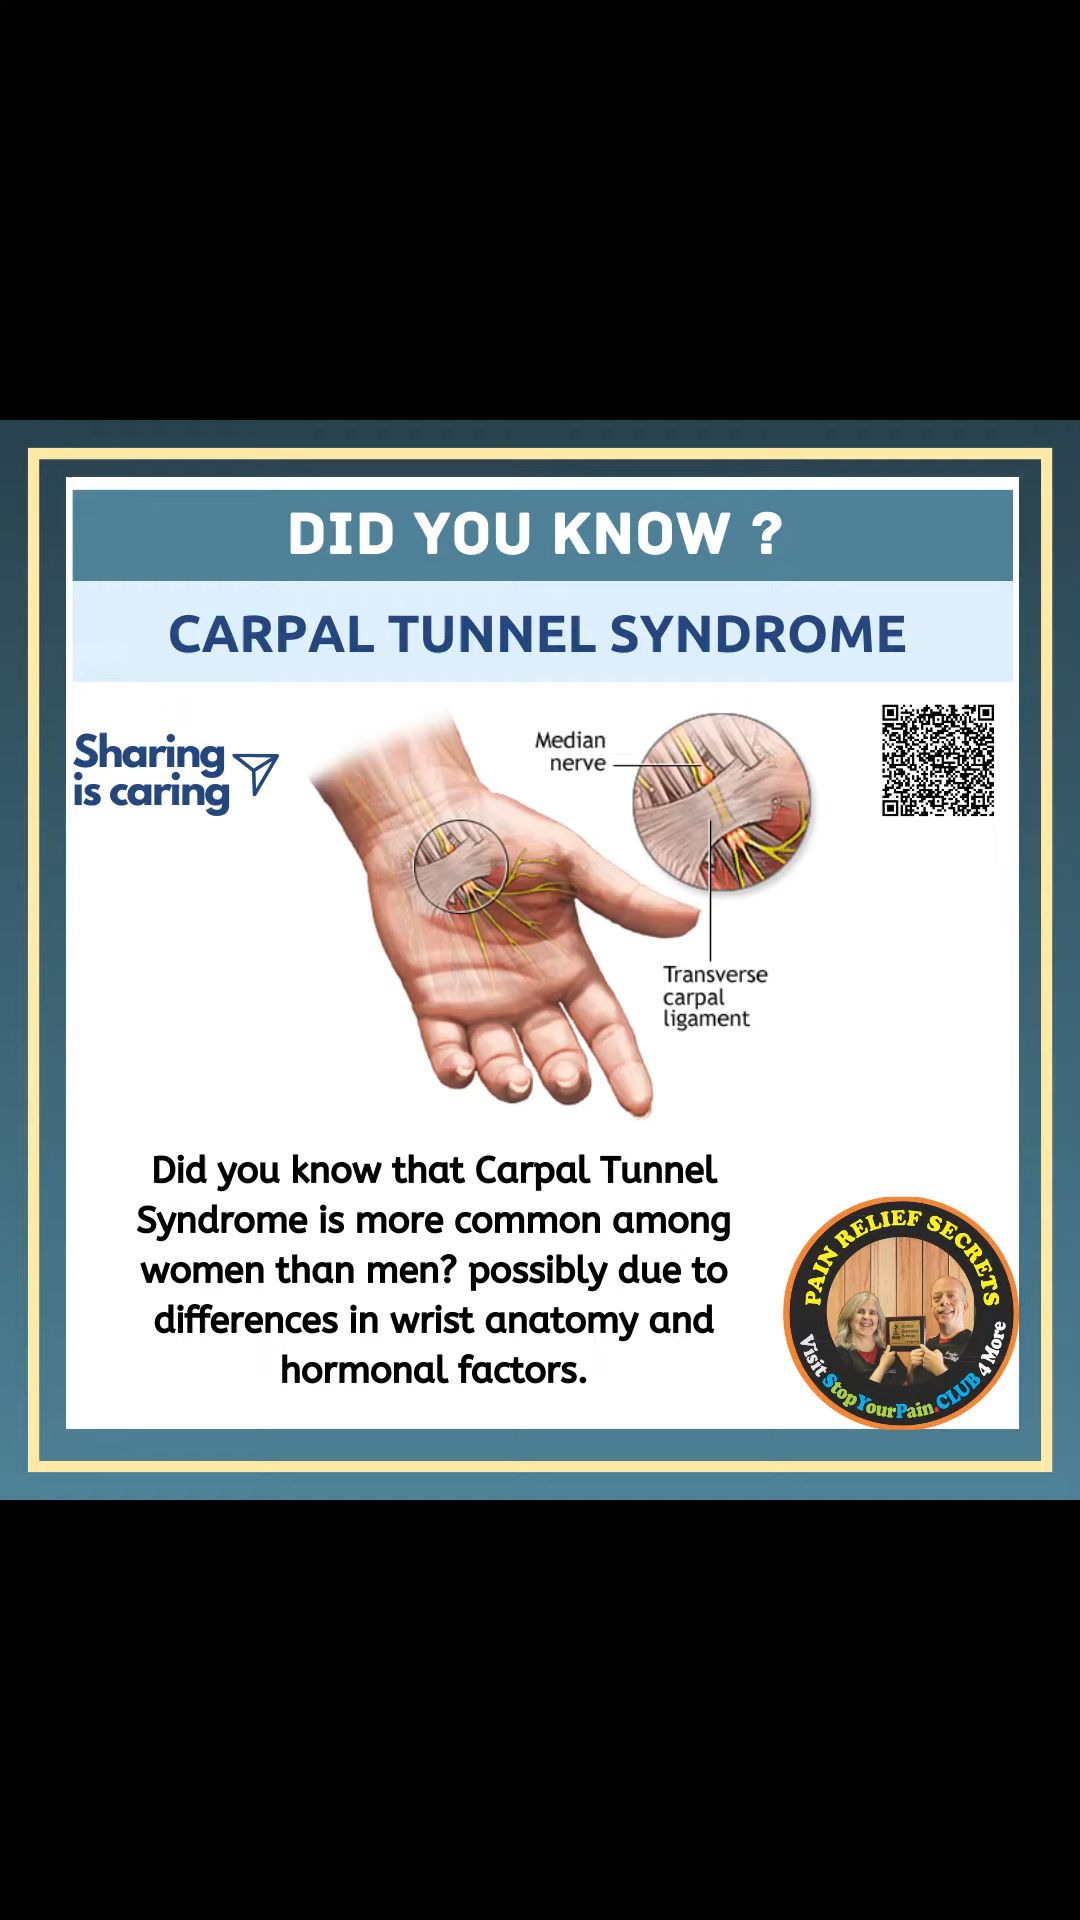 DID YOU KNOW ?
CARPAL TUNNEL SYNDROME
Sharing
is caring
Median
nerve
Transverse
carpal
ligament
Did you know that Carpal Tunnel
Syndrome is more common among
women than men? possibly due to
differences in wrist anatomy and
hormonal factors.
PAIN RELIEF SECRETS
Visit StopYourPain.CLUB 4 More